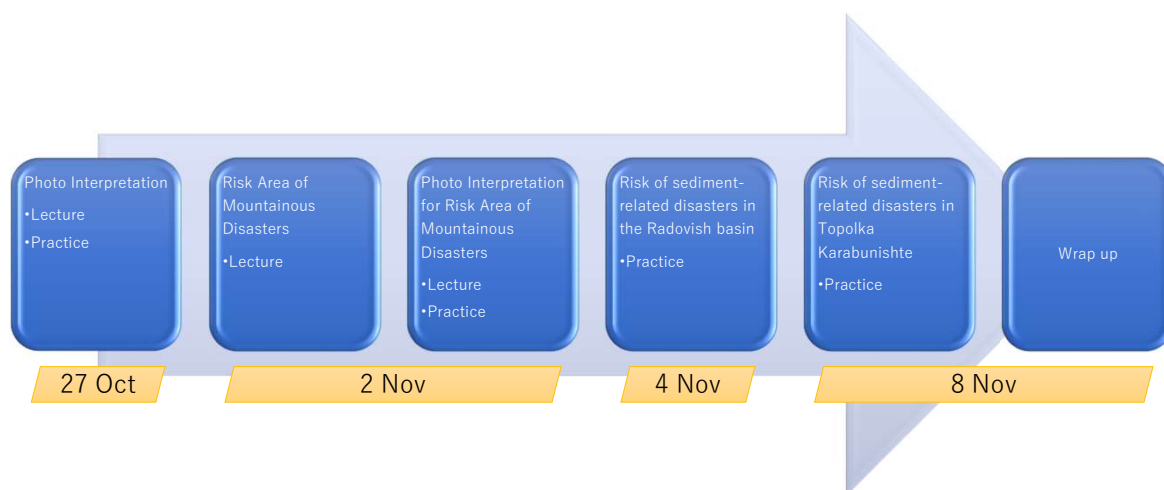 Photo Interpretation
•Lecture
•Practice
Risk Area of
Mountainous
Disasters
•Lecture
Photo Interpretation
for Risk Area of
Mountainous
Disasters
•Lecture
•Practice
Risk of sediment-
related disasters in
the Radovish basin
•Practice
Risk of sediment-
related disasters in
Topolka
Karabunishte
•Practice
Wrap up
27 Oct
2 Nov
4 Nov
8 Nov